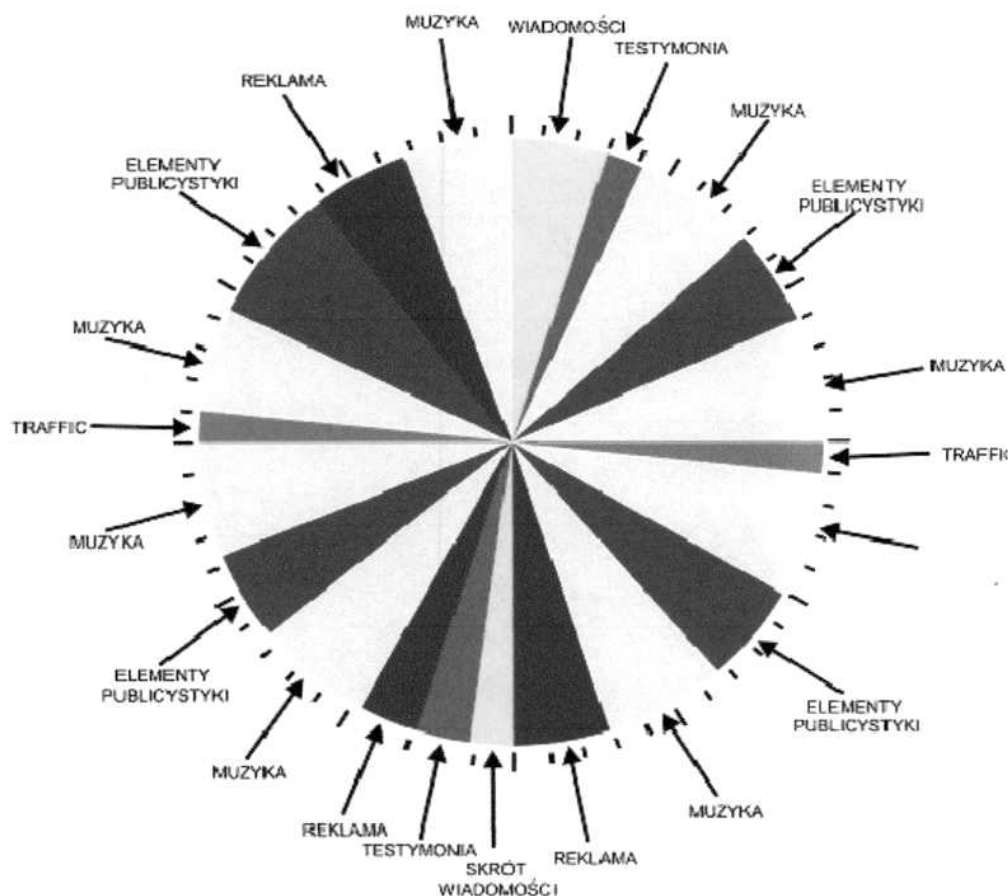 MUZYKA
WIADOMOŚCI
TESTYMONIA
MUZYKA
ELEMENTY
PUBLICYSTYKI
MUZYKA
TRAFFIC
ELEMENTY
PUBLICYSTYKI
MUZYKA
REKLAMA
SKRÓT
WIADOMOŚCI
TESTYMONIA
REKLAMA
MUZYKA
ELEMENTY
PUBLICYSTYKI
MUZYKA
TRAFFIC
MUZYKA
ELEMENTY
PUBLICYSTYKI
REKLAMA